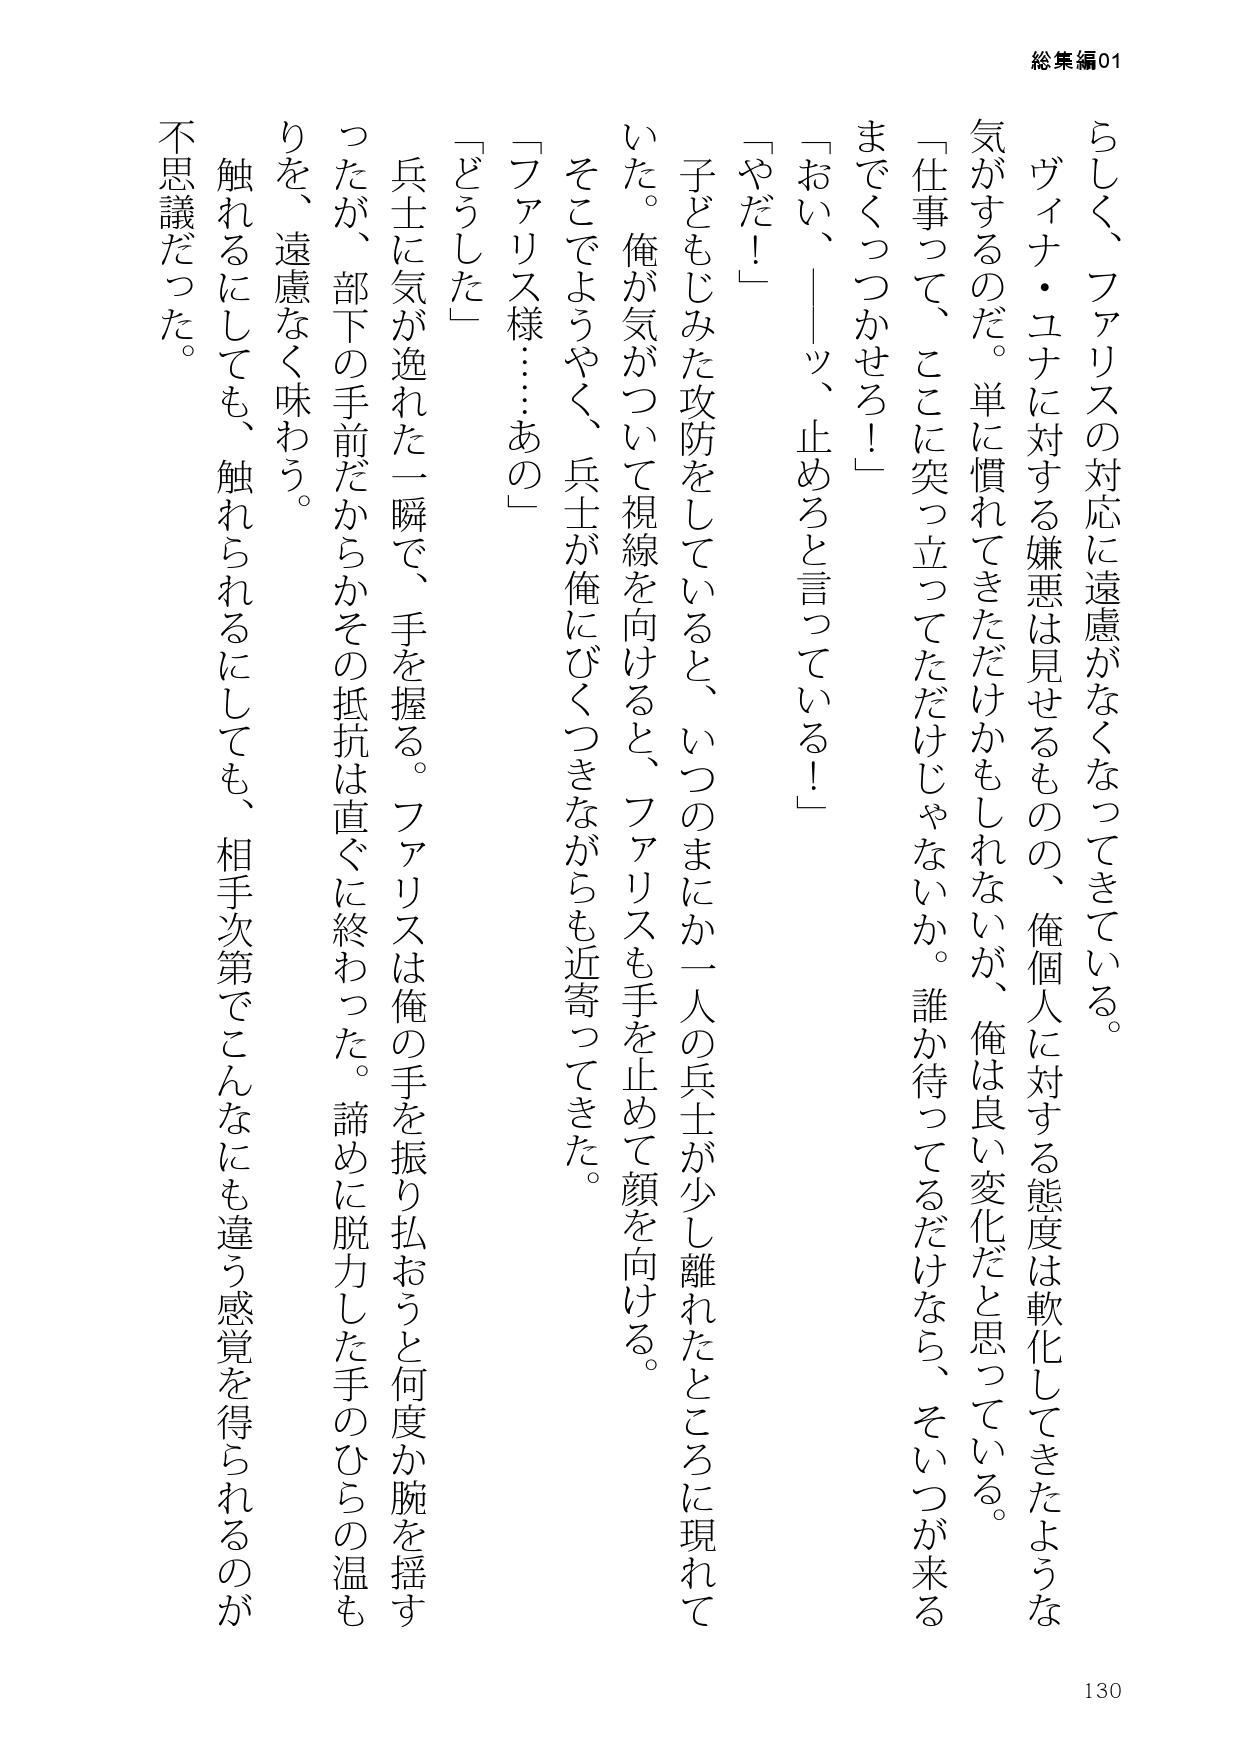 総集編01
らしく、ファリスの対応に遠慮がなくなってきている。
　ヴィナ・ユナに対する嫌悪は見せるものの、俺個人に対する態度は軟化してきたような
気がするのだ。単に慣れてきただけかもしれないが、俺は良い変化だと思っている。
「仕事って、ここに突っ立ってただけじゃないか。誰か待ってるだけなら、そいつが来る
までくっつかせろ！」
「おい、――ッ、止めろと言っている！」
「やだ！」
　子どもじみた攻防をしていると、いつのまにか一人の兵士が少し離れたところに現れて
いた。俺が気がついて視線を向けると、ファリスも手を止めて顔を向ける。
　そこでようやく、兵士が俺にびくつきながらも近寄ってきた。
「ファリス様……あの」
「どうした」
　兵士に気が逸れた一瞬で、手を握る。ファリスは俺の手を振り払おうと何度か腕を揺す
ったが、部下の手前だからかその抵抗は直ぐに終わった。諦めに脱力した手のひらの温も
りを、遠慮なく味わう。
　触れるにしても、触れられるにしても、相手次第でこんなにも違う感覚を得られるのが
不思議だった。
130